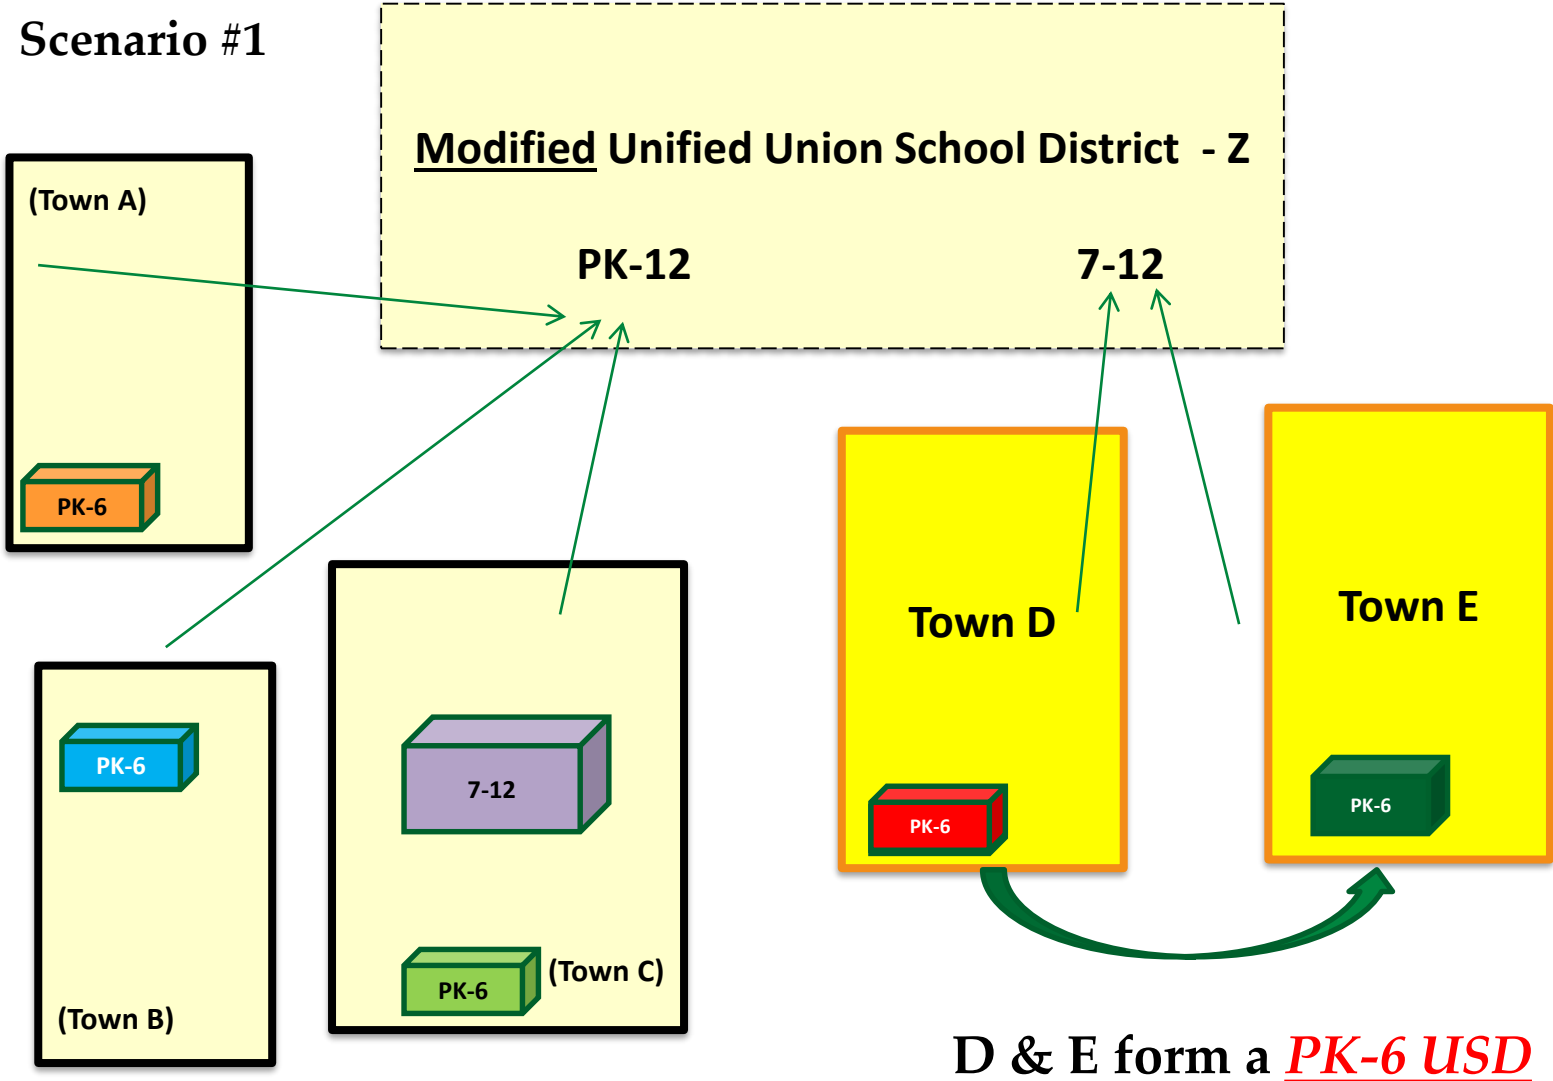 Scenario #1
Modified Unified Union School District - Z
PK-12
7-12
(Town A)
PK-6
PK-6
(Town B)
7-12
PK-6
(Town C)
Town D
PK-6
Town E
PK-6
D & E form a PK-6 USD